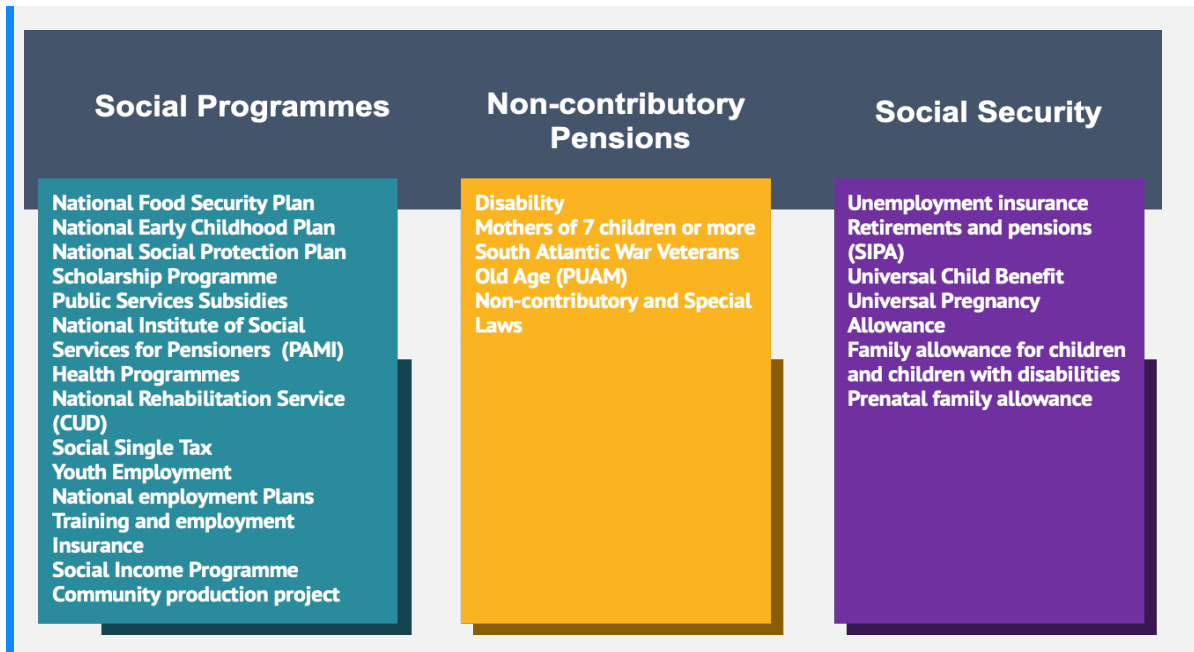 Social Programmes
Non-contributory
Pensions
Social Security
National Food Security Plan
National Early Childhood Plan
National Social Protection Plan
Scholarship Programme
Public Services Subsidies
National Institute of Social
Services for Pensioners (PAMI)
Health Programmes
National Rehabilitation Service
(CUD)
Social Single Tax
Youth Employment
National employment Plans
Training and employment
Insurance
Social Income Programme
Community production project
Disability
Mothers of 7 children or more
South Atlantic War Veterans
Old Age (PUAM)
Non-contributory and Special
Laws
Unemployment insurance
Retirements and pensions
(SIPA)
Universal Child Benefit
Universal Pregnancy
Allowance
Family allowance for children
and children with disabilities
Prenatal family allowance